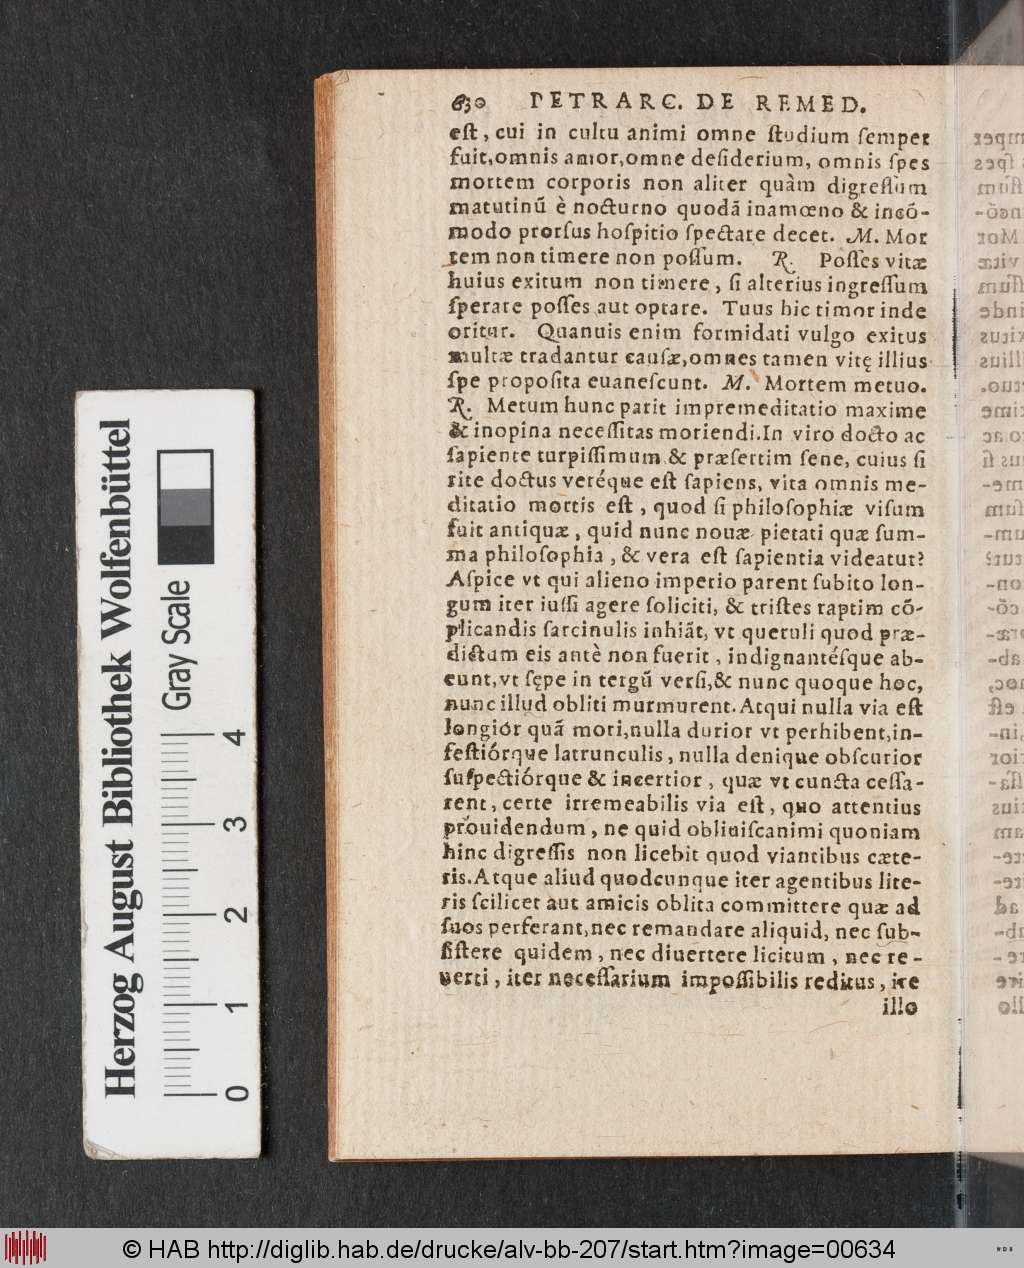 630 PETRARC. DE REMED.
eſt, cui in cultu animi omne ſtudium ſemper
fuit,omnis amor,omne deſiderium, omnis ſpes
mortem corporis non aliter quàm digreſſum
matutinũ è nocturno quodã inamœno & incõ-
modo prorſus hoſpitio ſpectare decet. M. Mor
tem non timere non poſſum. R. Poſſes vitæ
huius exitum non timere, ſi alterius ingreſſum
ſperare poſſes aut optare. Tuus hic timor inde
oritur. Quanuis enim formidati vulgo exitus
multæ tradantur cauſæ,omnes tamen vitę illius
ſpe propoſita euaneſcunt. M. Mortem metuo.
R. Metum hunc parit impremeditatio maxime
& inopina neceſſitas moriendi.In viro docto ac
ſapiente turpiſſimum & præſertim ſene, cuius ſi
rite doctus veréque eſt ſapiens, vita omnis me-
ditatio mortis eſt, quod ſi philoſophiæ viſum
fuit antiquæ, quid nunc nouæ pietati quæ ſum-
ma philoſophia, & vera eſt ſapientia videatur?
Aſpice vt qui alieno imperio parent ſubito lon-
gum iter iuſſi agere ſoliciti, & triſtes raptim cõ-
plicandis ſarcinulis inhiãt, vt queruli quod præ-
dictum eis antè non fuerit, indignantéſque ab-
eunt,vt ſępe in tergũ verſi,& nunc quoque hoc,
nunc illud obliti murmurent.Atqui nulla via eſt
longiór quã mori,nulla durior vt perhibent,in-
feſtiórque latrunculis, nulla denique obſcurior
ſuſpectiórque & incertior, quæ vt cuncta ceſſa-
rent, certe irremeabilis via eſt, quo attentius
prouidendum, ne quid obliuiſcanimi quoniam
hinc digreſſis non licebit quod viantibus cæte-
ris.Atque aliud quodcunque iter agentibus lite-
ris ſcilicet aut amicis oblita committere quæ ad
ſuos perferant,nec remandare aliquid, nec ſub-
ſiſtere quidem, nec diuertere licitum, nec re-
uerti, iter neceſſarium impoſſibilis reditus, ire
illo
Herzog August Bibliothek Wolfenbüttel
Gray Scale
0 1 2 3 4
© HAB http://diglib.hab.de/drucke/alv-bb-207/start.htm?image=00634